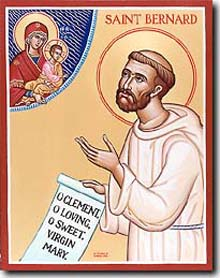 SAINT BERNARD
O CLEMENT,
O LOVING,
O SWEET,
VIRGIN
MARY.